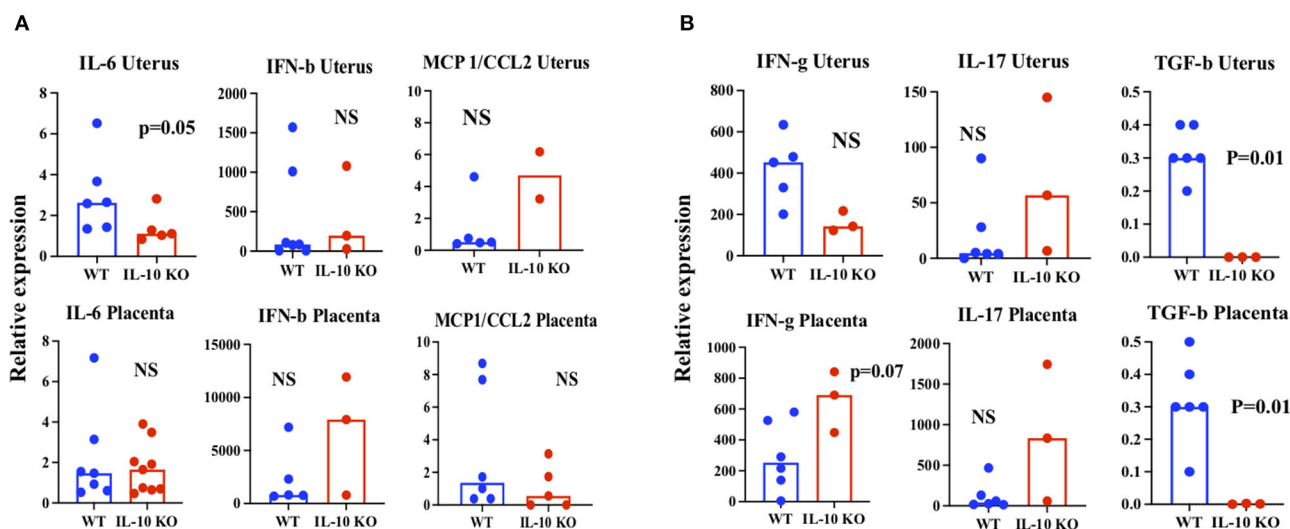 A
B
IL-6 Uterus
IFN-b Uterus
MCP 1/CCL2 Uterus
IFN-g Uterus
IL-17 Uterus
TGF-b Uterus
Relative expression
8
6
4
2
0
p=0.05
WT IL-10 KO
2000
1500
1000
500
0
NS
WT IL-10 KO
10
8
6
4
2
0
NS
WT IL-10 KO
Relative expression
800
600
400
200
0
NS
WT IL-10 KO
150
100
50
0
NS
WT IL-10 KO
0.5
0.4
0.3
0.2
0.1
0.0
P=0.01
WT IL-10 KO
IL-6 Placenta
IFN-b Placenta
MCP1/CCL2 Placenta
IFN-g Placenta
IL-17 Placenta
TGF-b Placenta
8
6
4
2
0
NS
WT IL-10 KO
15000
10000
5000
0
NS
WT IL-10 KO
10
8
6
4
2
0
NS
WT IL-10 KO
1000
800
600
400
200
0
p=0.07
WT IL-10 KO
2000
1500
1000
500
0
NS
WT IL-10 KO
0.5
0.4
0.3
0.2
0.1
0.0
P=0.01
WT IL-10 KO